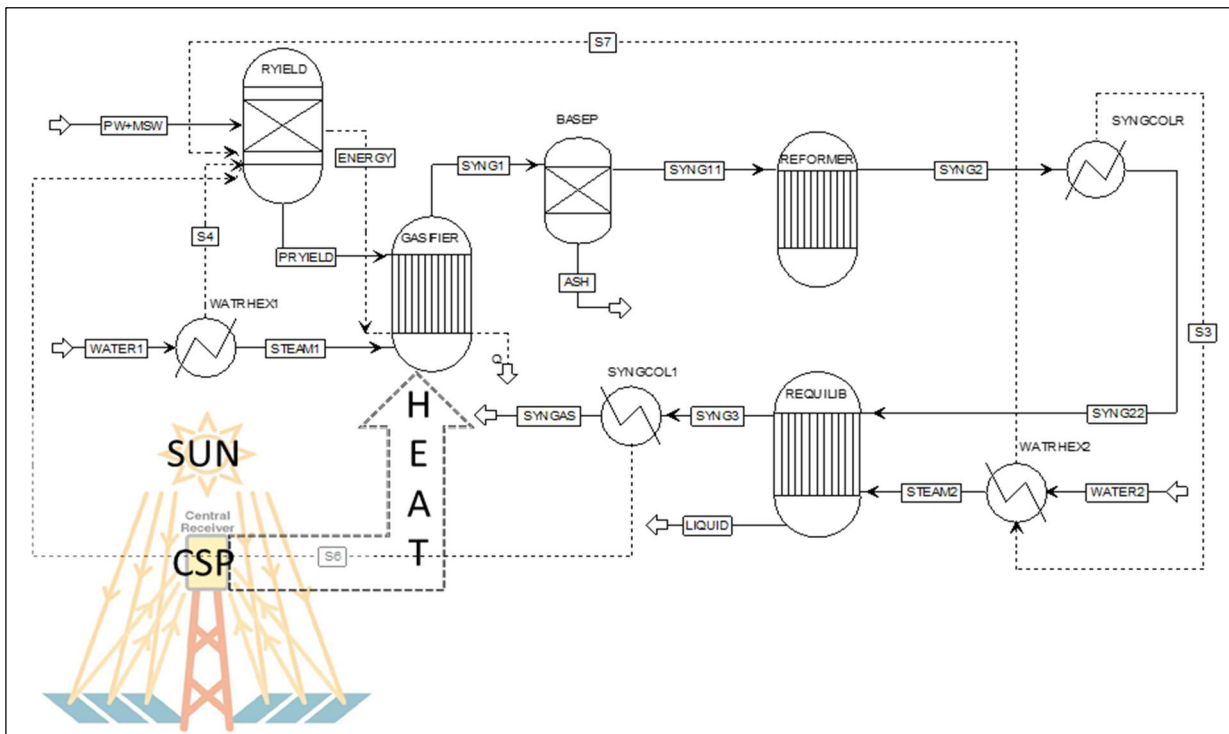 S7
RYIELD
PW+MSW
ENERGY
BASEP
SYNG1
SYNG11
REFORMER
SYNG2
SYNGCOLR
S4
PRYIELD
GASIFIER
ASH
WATRHEX1
WATER1
STEAM1
S3
Q
SYNGCOL1
REQUILIB
SYNGAS
SYNG3
SYNG22
WATRHEX2
STEAM2
WATER2
LIQUID
H
E
A
T
SUN
Central
Receiver
CSP
S6